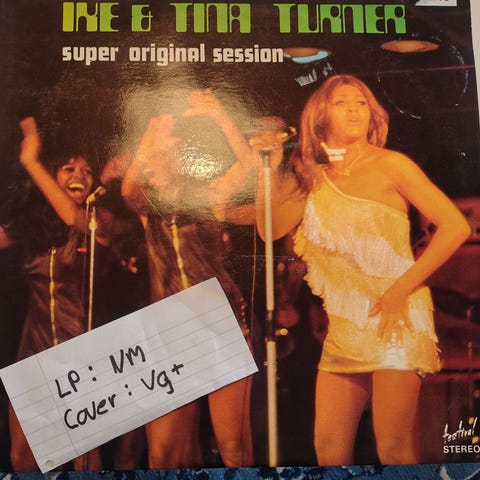 IKE & TINA TURNER
super original session
LP: NM
Cover: Vg+
festival
STEREO